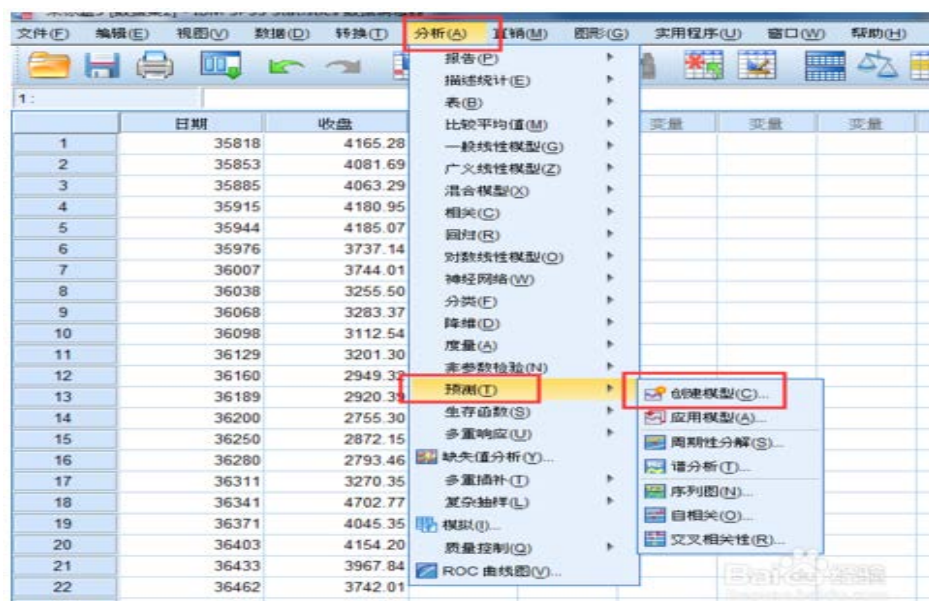 文件(F) 编辑(E) 视图(V) 数据(D) 转换(T) 分析(A) 直销(M) 图形(G) 实用程序(U) 窗口(W) 帮助(H)
1:
日期 收盘 变量 变量 变量
1 35818 4165.28
2 35853 4081.69
3 35885 4063.29
4 35915 4180.95
5 35944 4185.07
6 35976 3737.14
7 36007 3744.01
8 36038 3255.50
9 36068 3283.37
10 36098 3112.54
11 36129 3201.30
12 36160 2949.32
13 36189 2920.39
14 36200 2755.30
15 36250 2872.15
16 36280 2793.46
17 36311 3270.35
18 36341 4702.77
19 36371 4045.35
20 36403 4154.20
21 36433 3967.84
22 36462 3742.01
报告(P)
描述统计(E)
表(B)
比较平均值(M)
一般线性模型(G)
广义线性模型(Z)
混合模型(X)
相关(C)
回归(R)
对数线性模型(O)
神经网络(W)
分类(F)
降维(D)
度量(A)
非参数检验(N)
预测(T)
生存函数(S)
多重响应(U)
缺失值分析(Y)...
多重插补(T)
复杂抽样(L)
模拟(I)...
质量控制(Q)
ROC 曲线图(V)...
创建模型(C)...
应用模型(A)...
周期性分解(S)...
谱分析(T)...
序列图(N)...
自相关(O)...
交叉相关性(R)...
Baidu 经验